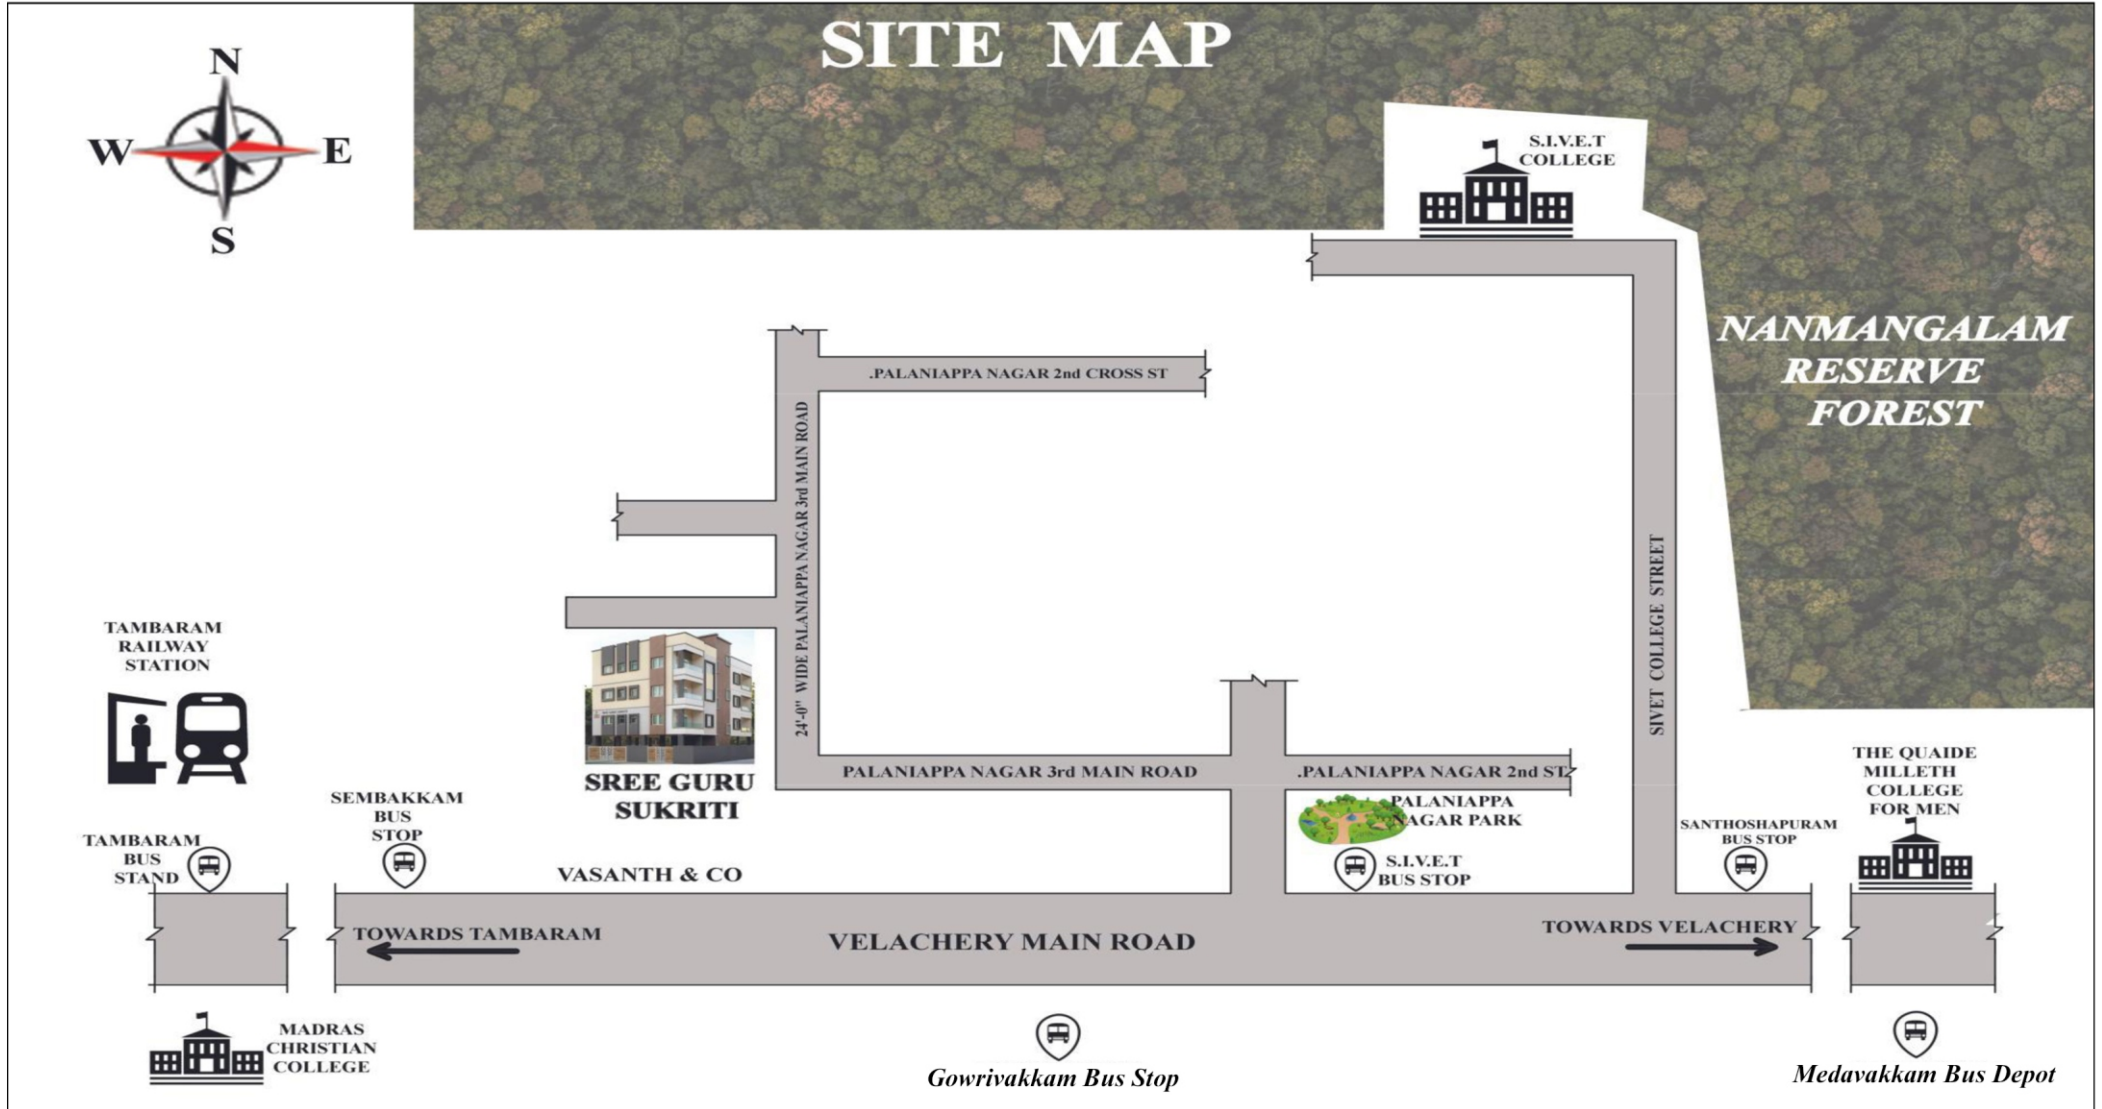 SITE MAP
N
W
E
S
S.I.V.E.T
COLLEGE
NANMANGALAM
RESERVE
FOREST
.PALANIAPPA NAGAR 2nd CROSS ST
24'-0" WIDE PALANIAPPA NAGAR 3rd MAIN ROAD
SIVET COLLEGE STREET
TAMBARAM
RAILWAY
STATION
SREE GURU
SUKRITI
PALANIAPPA NAGAR 3rd MAIN ROAD
.PALANIAPPA NAGAR 2nd ST
PALANIAPPA
NAGAR PARK
THE QUAIDE
MILLETH
COLLEGE
FOR MEN
SEMBAKKAM
BUS
STOP
TAMBARAM
BUS
STAND
VASANTH & CO
S.I.V.E.T
BUS STOP
SANTHOSHAPURAM
BUS STOP
TOWARDS TAMBARAM
VELACHERY MAIN ROAD
TOWARDS VELACHERY
MADRAS
CHRISTIAN
COLLEGE
Gowrivakkam Bus Stop
Medavakkam Bus Depot